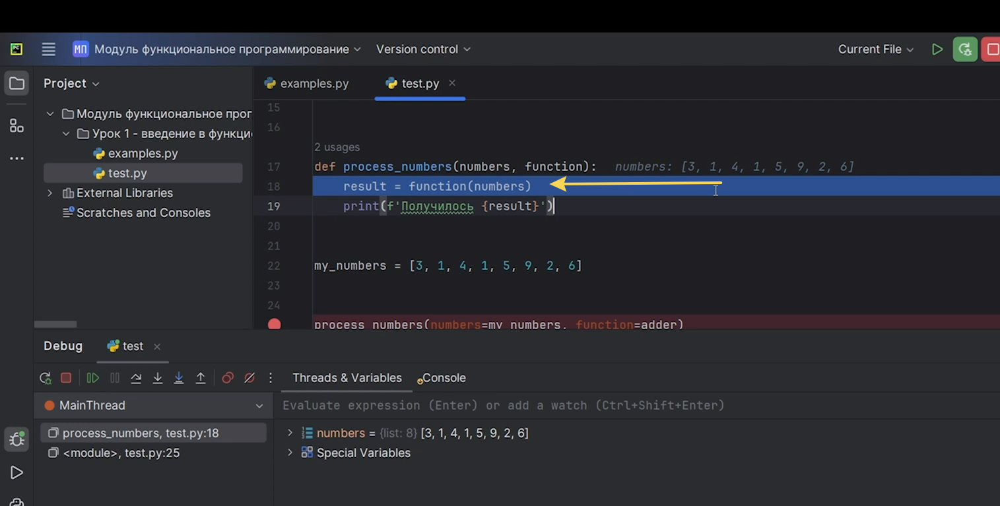 PC
МП Модуль функциональное программирование Version control Current File
Project
examples.py test.py
Модуль функциональное прог
Урок 1 - введение в функци
examples.py
test.py
External Libraries
Scratches and Consoles
15
16
2 usages
17 def process_numbers(numbers, function): numbers: [3, 1, 4, 1, 5, 9, 2, 6]
18 result = function(numbers)
19 print(f'Получилось {result}')
20
21
22 my_numbers = [3, 1, 4, 1, 5, 9, 2, 6]
23
24
process_numbers(numbers=my_numbers, function=adder)
Debug test
Threads & Variables Console
MainThread
Evaluate expression (Enter) or add a watch (Ctrl+Shift+Enter)
process_numbers, test.py:18
<module>, test.py:25
numbers = {list: 8} [3, 1, 4, 1, 5, 9, 2, 6]
Special Variables